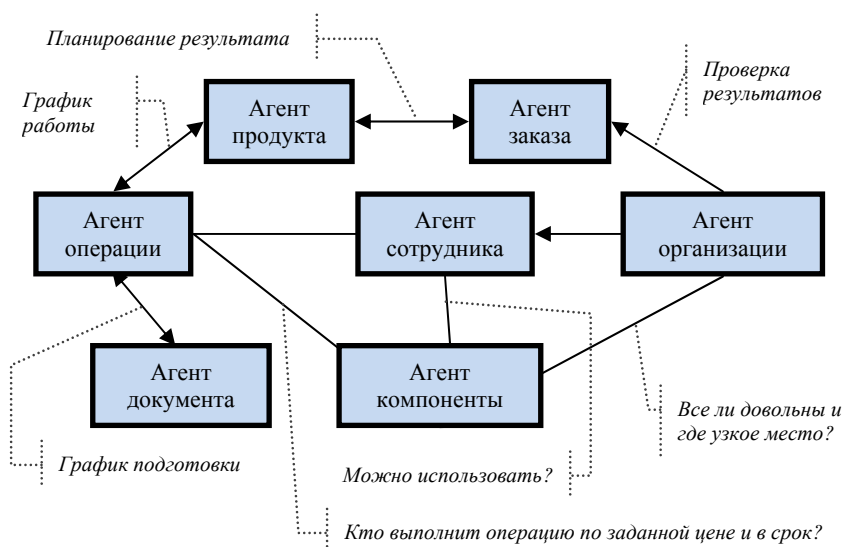 Планирование результата
График
работы
Агент
продукта
Агент
заказа
Проверка
результатов
Агент
операции
Агент
сотрудника
Агент
организации
Агент
документа
Агент
компоненты
Все ли довольны и
где узкое место?
График подготовки
Можно использовать?
Кто выполнит операцию по заданной цене и в срок?